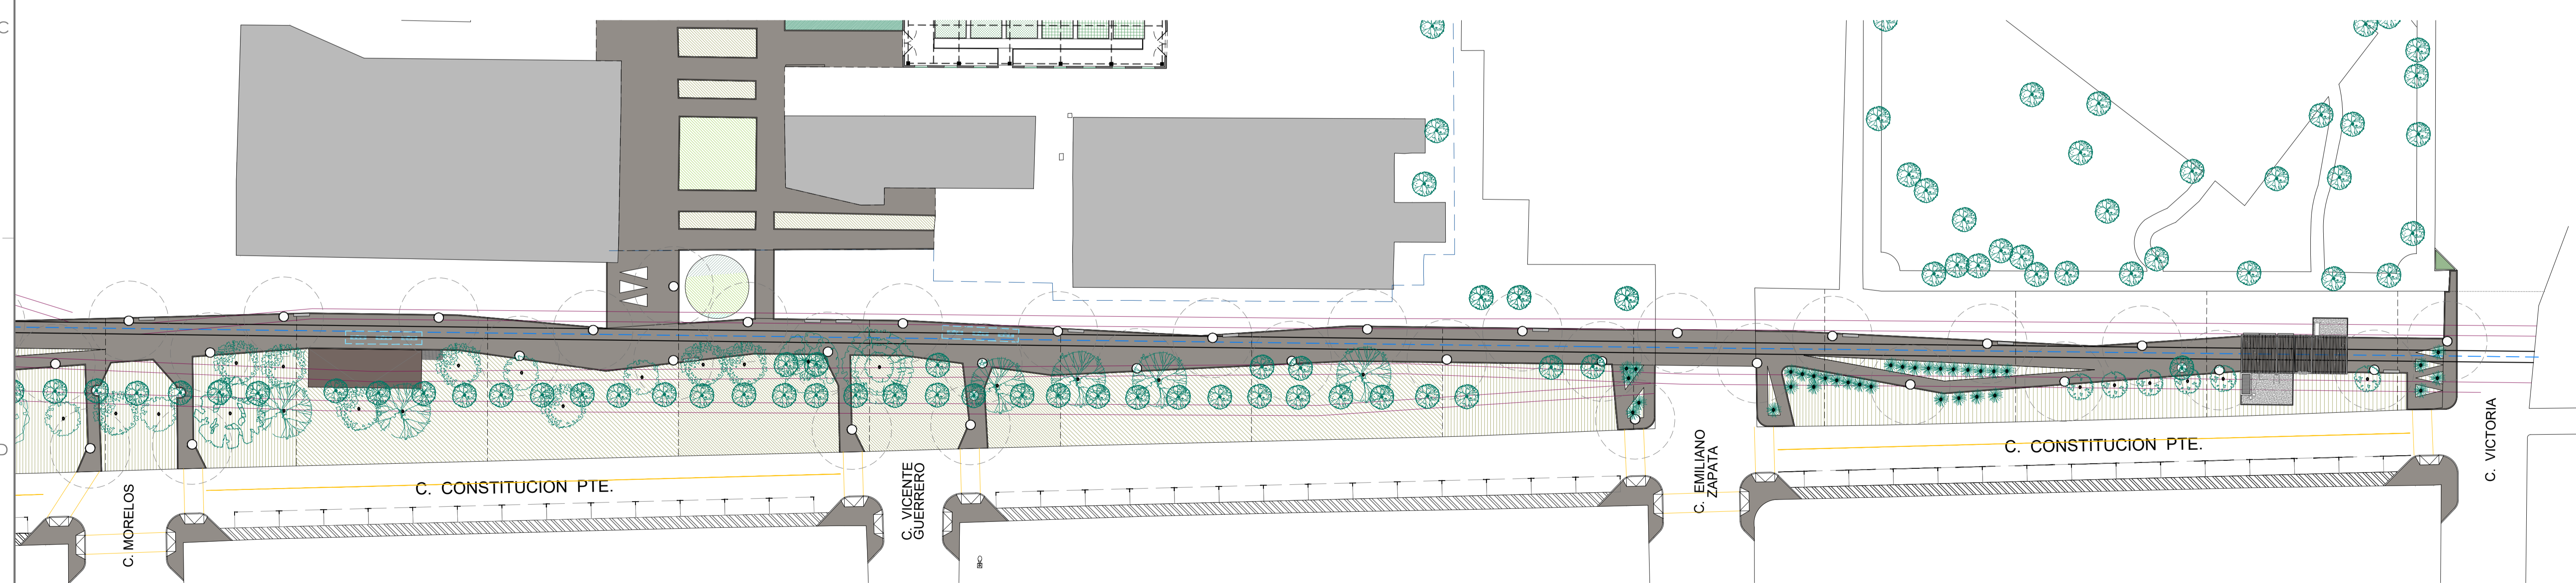 C
D
C. MORELOS
C. CONSTITUCION PTE.
C. VICENTE
GUERRERO
C. EMILIANO
ZAPATA
C. CONSTITUCION PTE.
C. VICTORIA